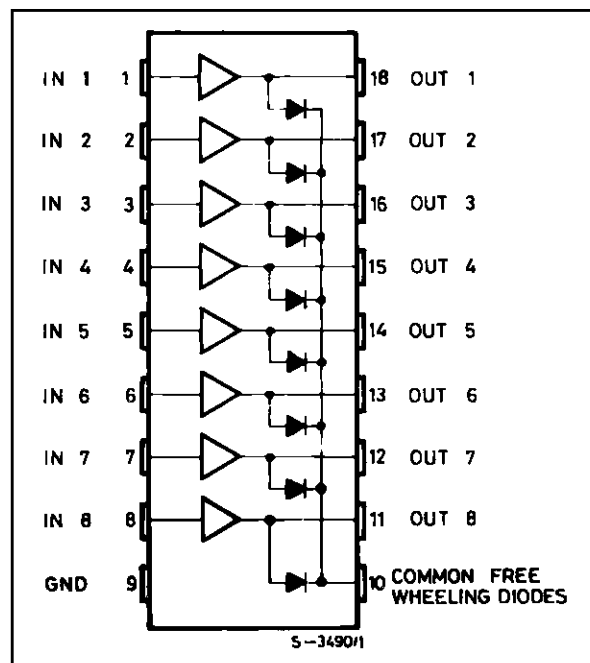 IN 1 1 18 OUT 1
IN 2 2 17 OUT 2
IN 3 3 16 OUT 3
IN 4 4 15 OUT 4
IN 5 5 14 OUT 5
IN 6 6 13 OUT 6
IN 7 7 12 OUT 7
IN 8 8 11 OUT 8
GND 9 10 COMMON FREE
WHEELING DIODES
S-3490/1